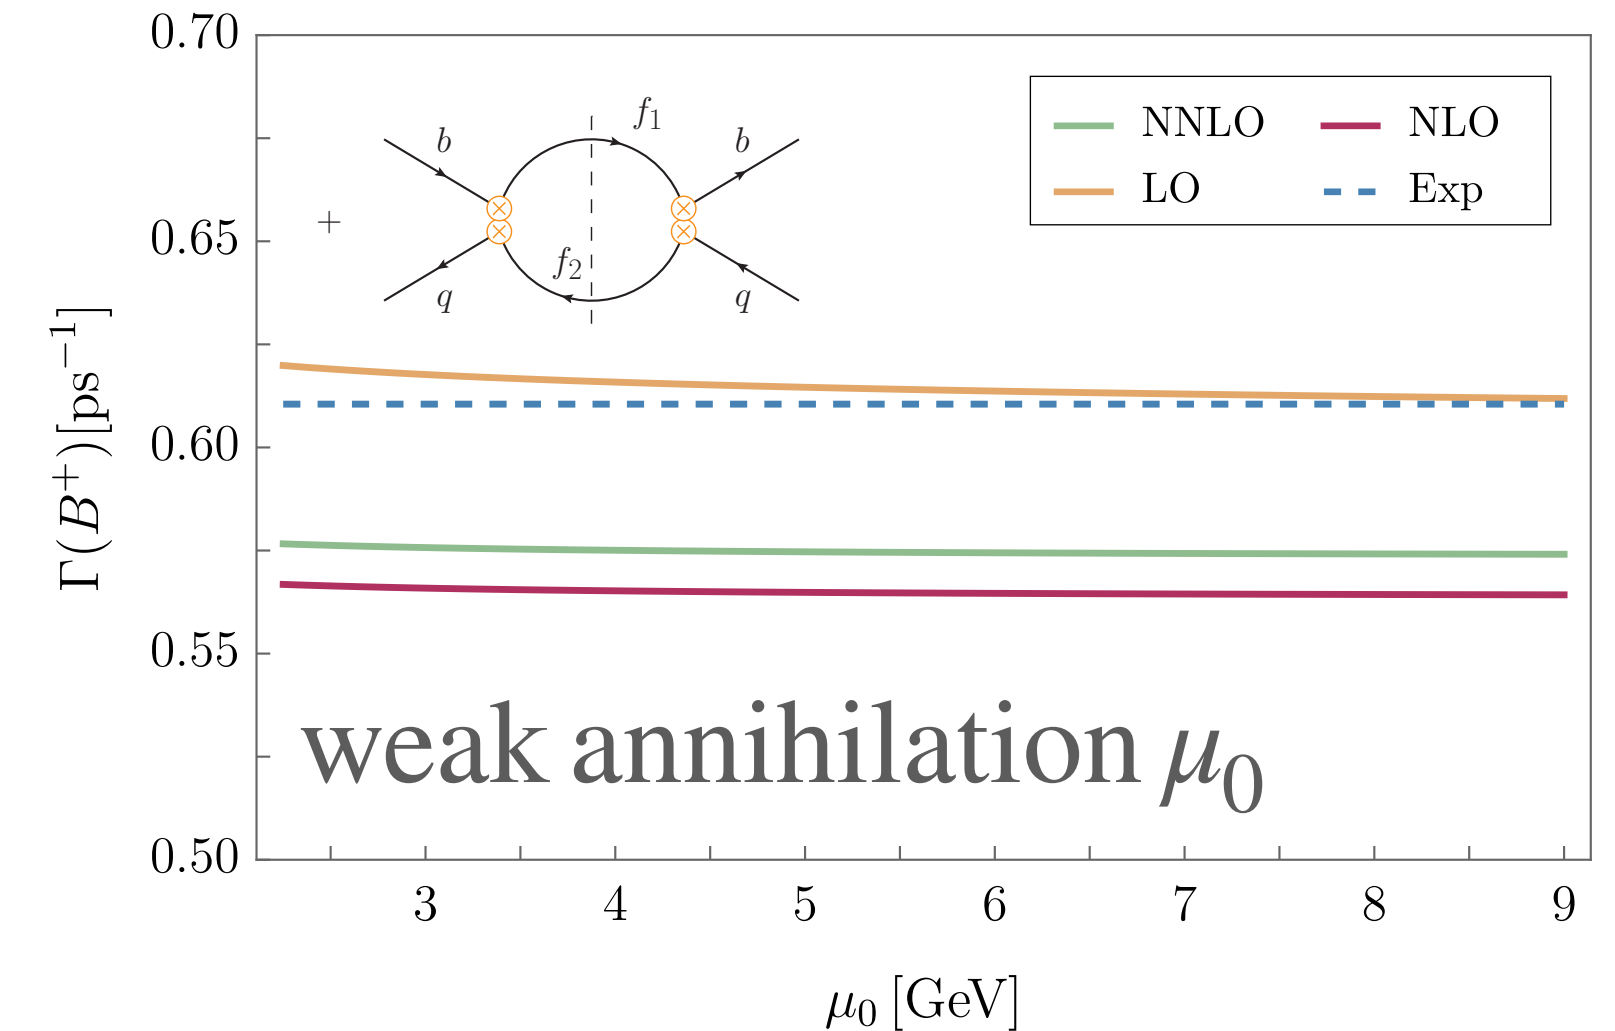 0.70
0.65
0.60
0.55
0.50
Γ(B⁺)[ps⁻¹]
NNLO NLO
LO Exp
f₁
b b
+
f₂
q q
weak annihilation μ₀
3 4 5 6 7 8 9
μ₀ [GeV]